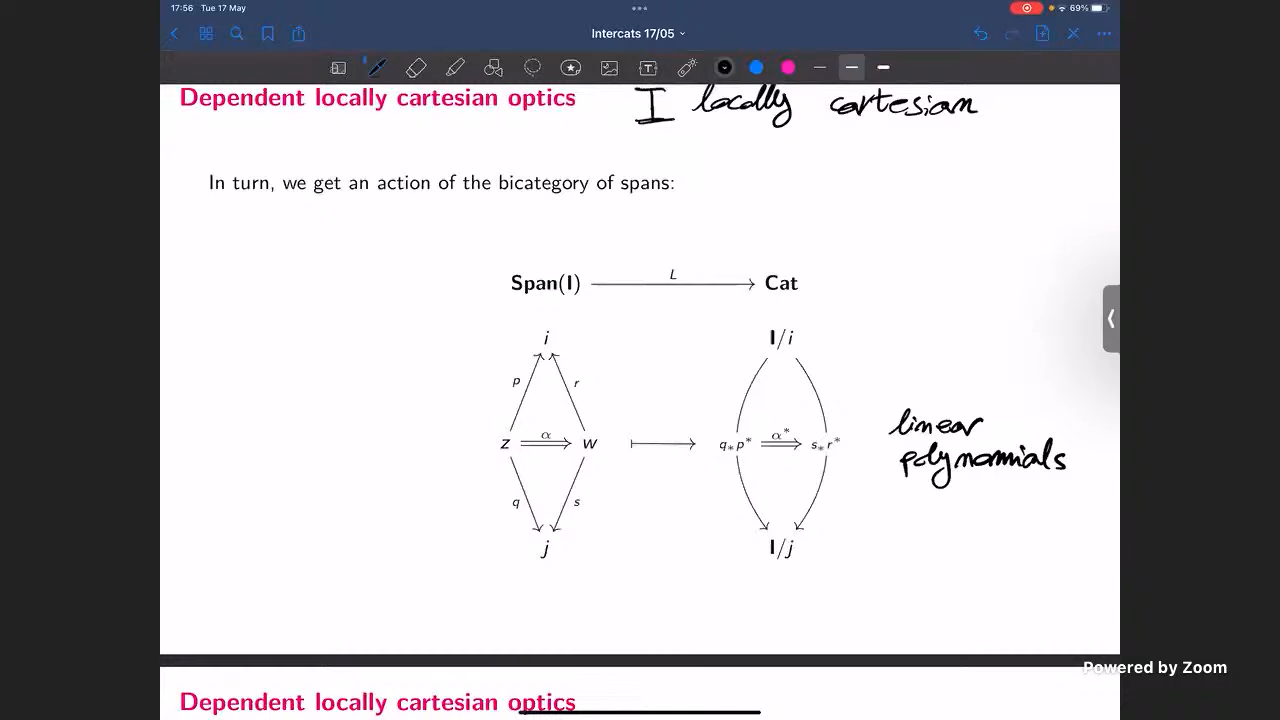 17:56 Tue 17 May
69%
Intercats 17/05
Dependent locally cartesian optics I locally cartesian
In turn, we get an action of the bicategory of spans:
Span(I) L Cat
i I/i
p r
z α w q∗p* α* s∗r*
linear
polynomials
q s
j I/j
Powered by Zoom
Dependent locally cartesian optics